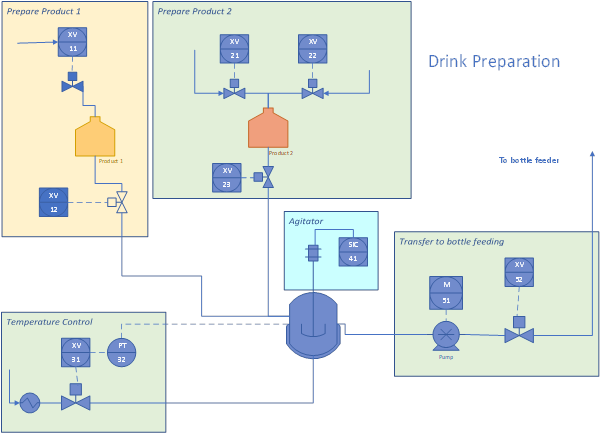 Prepare Product 1
XV
11
Product 1
XV
12
Prepare Product 2
XV
21
XV
22
Product 2
XV
23
Drink Preparation
To bottle feeder
Agitator
SIC
41
Transfer to bottle feeding
M
51
XV
52
Pump
Temperature Control
XV
31
PT
32